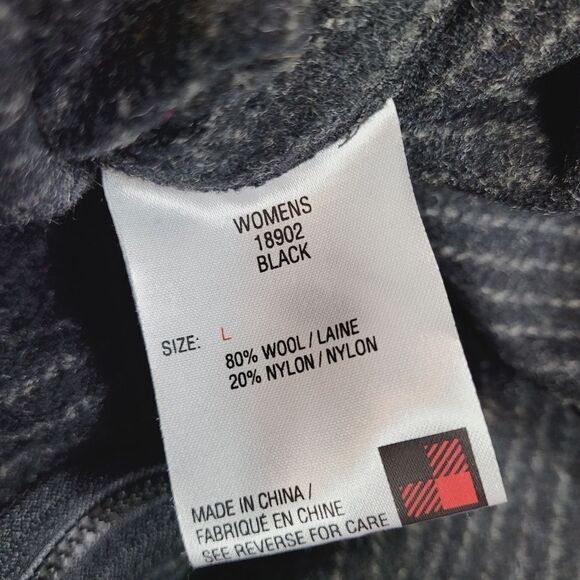 WOMENS
18902
BLACK
SIZE: L
80% WOOL / LAINE
20% NYLON / NYLON
MADE IN CHINA /
FABRIQUÉ EN CHINE
SEE REVERSE FOR CARE